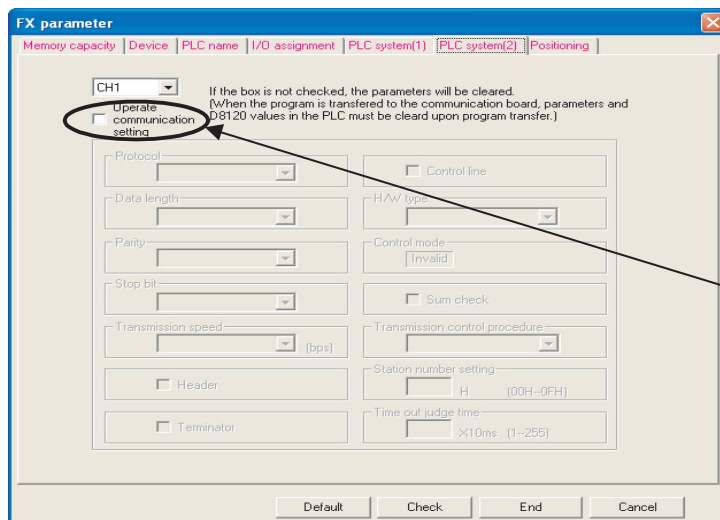 FX parameter
Memory capacity | Device | PLC name | I/O assignment | PLC system(1) | PLC system(2) | Positioning
CH1
If the box is not checked, the parameters will be cleared.
(When the program is transfered to the communication board, parameters and
D8120 values in the PLC must be cleard upon program transfer.)
Operate
communication
setting
Protocol
Control line
Data length
H/W type
Parity
Control mode
Invalid
Stop bit
Sum check
Transmission speed
(bps)
Transmission control procedure
Header
Station number setting
H (00H--0FH)
Terminator
Time out judge time
X10ms (1--255)
Default Check End Cancel